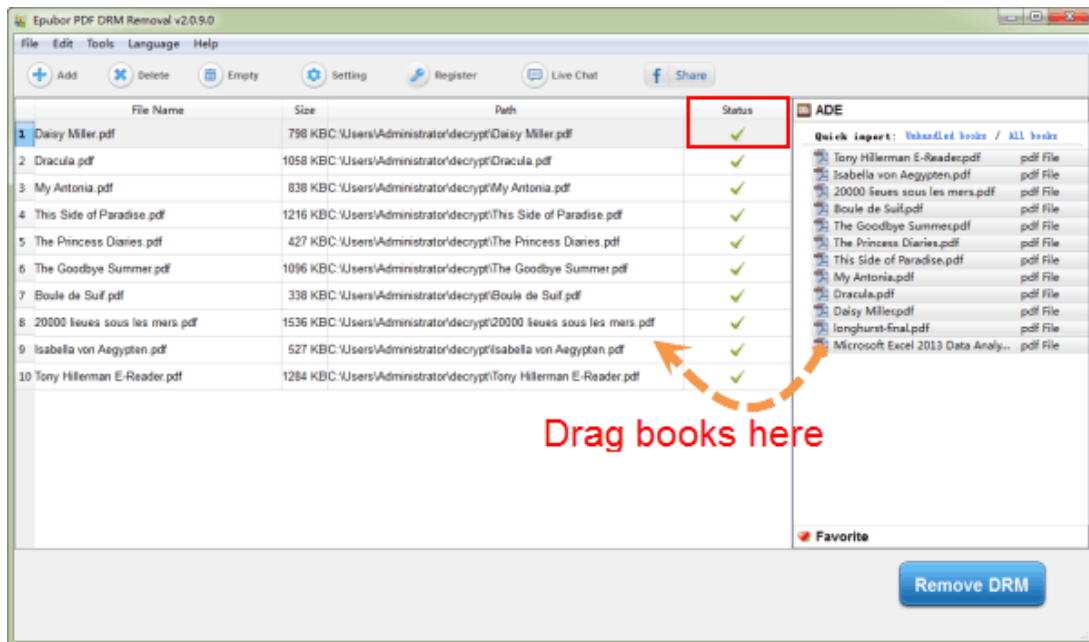 Epubor PDF DRM Removal v2.0.9.0
File Edit Tools Language Help
Add Delete Empty Setting Register Live Chat f Share
File Name Size Path Status
1 Daisy Miller.pdf 798 KB C:\Users\Administrator\decrypt\Daisy Miller.pdf
2 Dracula.pdf 1058 KB C:\Users\Administrator\decrypt\Dracula.pdf
3 My Antonia.pdf 838 KB C:\Users\Administrator\decrypt\My Antonia.pdf
4 This Side of Paradise.pdf 1216 KB C:\Users\Administrator\decrypt\This Side of Paradise.pdf
5 The Princess Diaries.pdf 427 KB C:\Users\Administrator\decrypt\The Princess Diaries.pdf
6 The Goodbye Summer.pdf 1096 KB C:\Users\Administrator\decrypt\The Goodbye Summer.pdf
7 Boule de Suif.pdf 338 KB C:\Users\Administrator\decrypt\Boule de Suif.pdf
8 20000 lieues sous les mers.pdf 1536 KB C:\Users\Administrator\decrypt\20000 lieues sous les mers.pdf
9 Isabella von Aegypten.pdf 527 KB C:\Users\Administrator\decrypt\Isabella von Aegypten.pdf
10 Tony Hillerman E-Reader.pdf 1284 KB C:\Users\Administrator\decrypt\Tony Hillerman E-Reader.pdf
Drag books here
ADE
Quick import: Unhandled books / All books
Tony Hillerman E-Reader.pdf pdf File
Isabella von Aegypten.pdf pdf File
20000 lieues sous les mers.pdf pdf File
Boule de Suif.pdf pdf File
The Goodbye Summer.pdf pdf File
The Princess Diaries.pdf pdf File
This Side of Paradise.pdf pdf File
My Antonia.pdf pdf File
Dracula.pdf pdf File
Daisy Miller.pdf pdf File
longhurst-final.pdf pdf File
Microsoft Excel 2013 Data Analy... pdf File
Favorite
Remove DRM